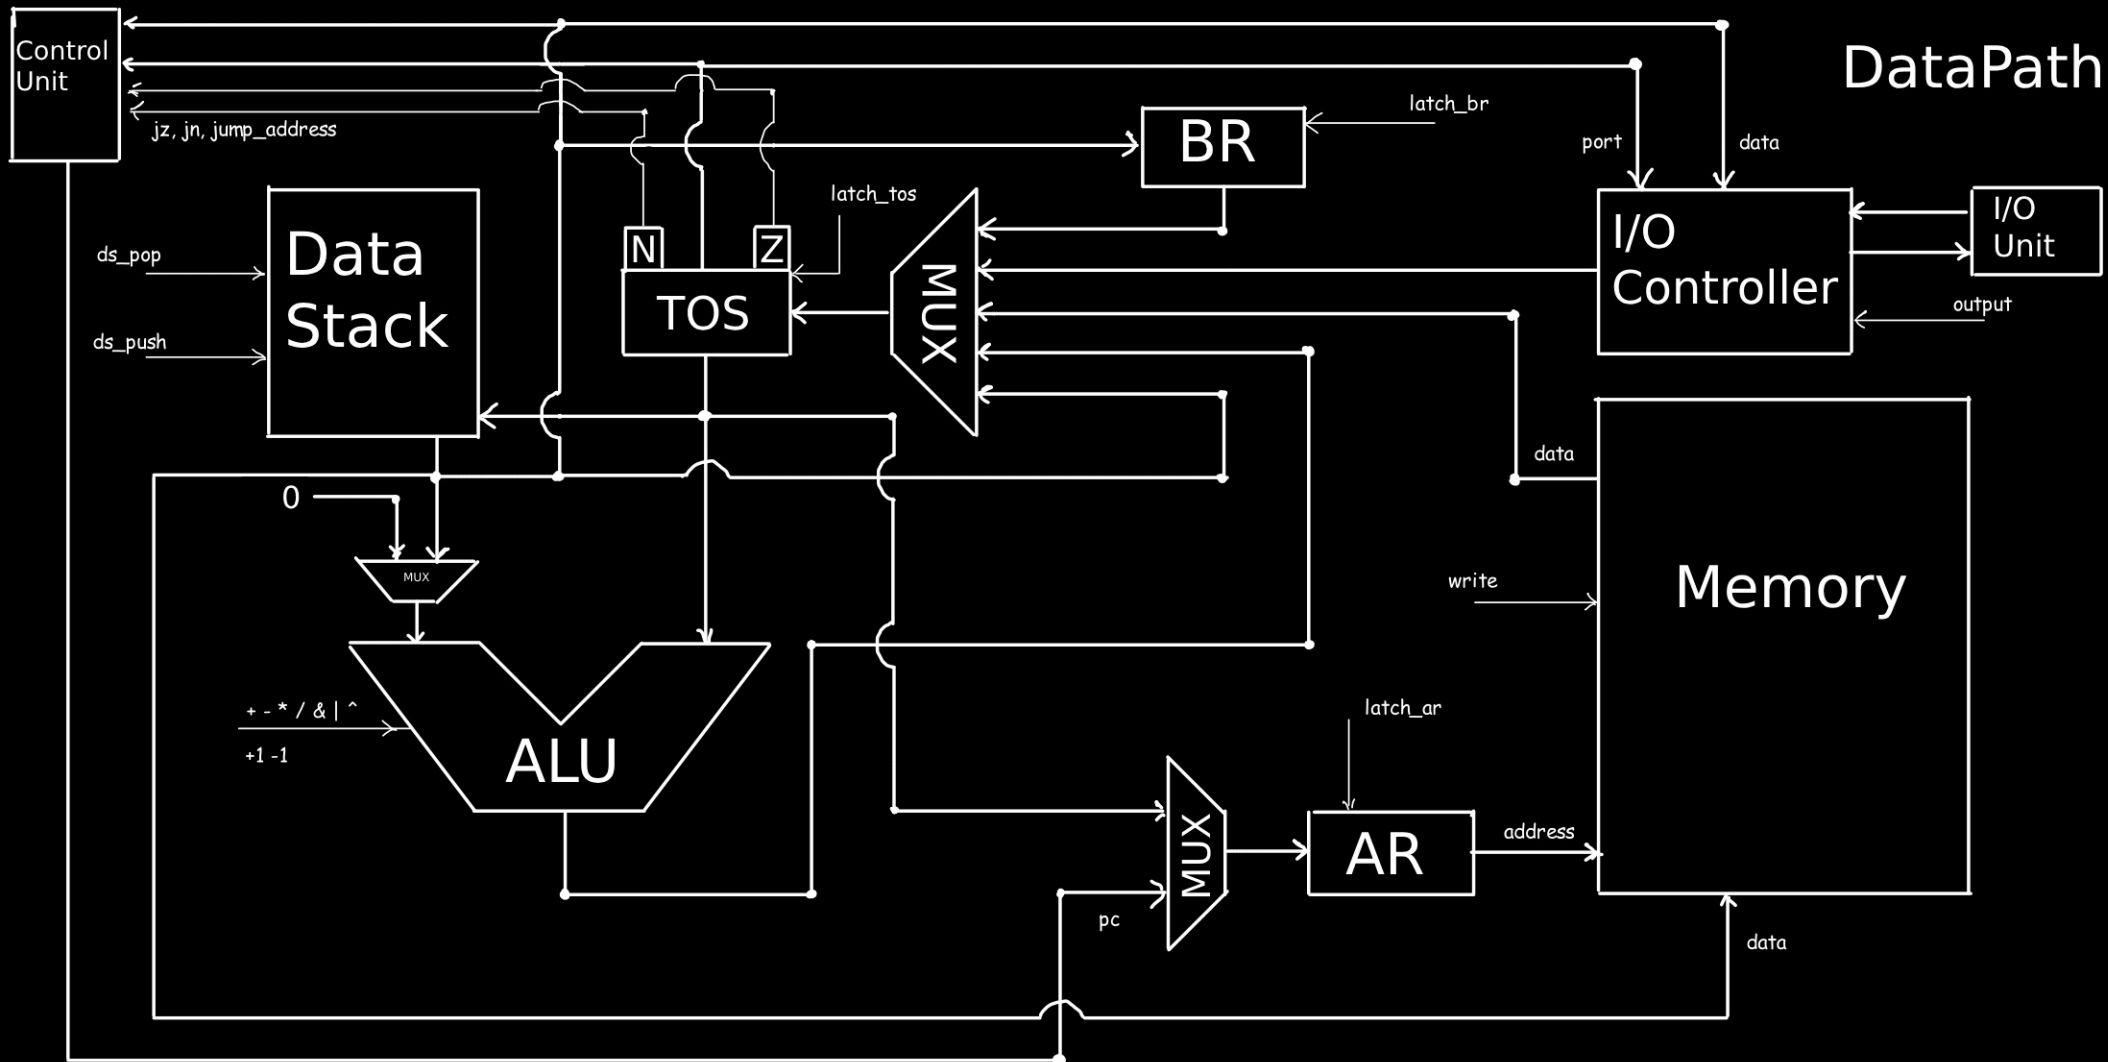 DataPath
Control
Unit
jz, jn, jump_address
BR
latch_br
port
data
I/O
Controller
I/O
Unit
output
Data
Stack
ds_pop
ds_push
N
Z
latch_tos
TOS
MUX
0
MUX
data
write
Memory
+ - * / & | ^
+1 -1
ALU
latch_ar
MUX
AR
address
pc
data